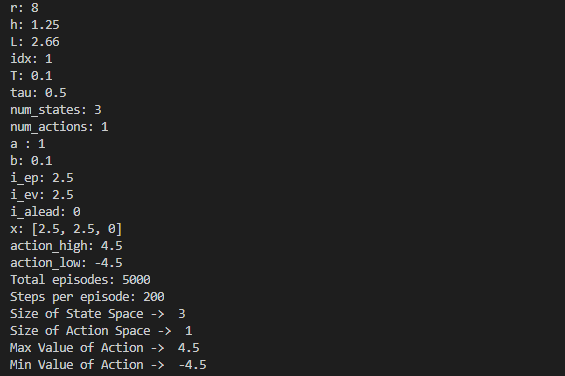 r: 8
h: 1.25
L: 2.66
idx: 1
T: 0.1
tau: 0.5
num_states: 3
num_actions: 1
a : 1
b: 0.1
i_ep: 2.5
i_ev: 2.5
i_alead: 0
x: [2.5, 2.5, 0]
action_high: 4.5
action_low: -4.5
Total episodes: 5000
Steps per episode: 200
Size of State Space ->  3
Size of Action Space ->  1
Max Value of Action ->  4.5
Min Value of Action ->  -4.5